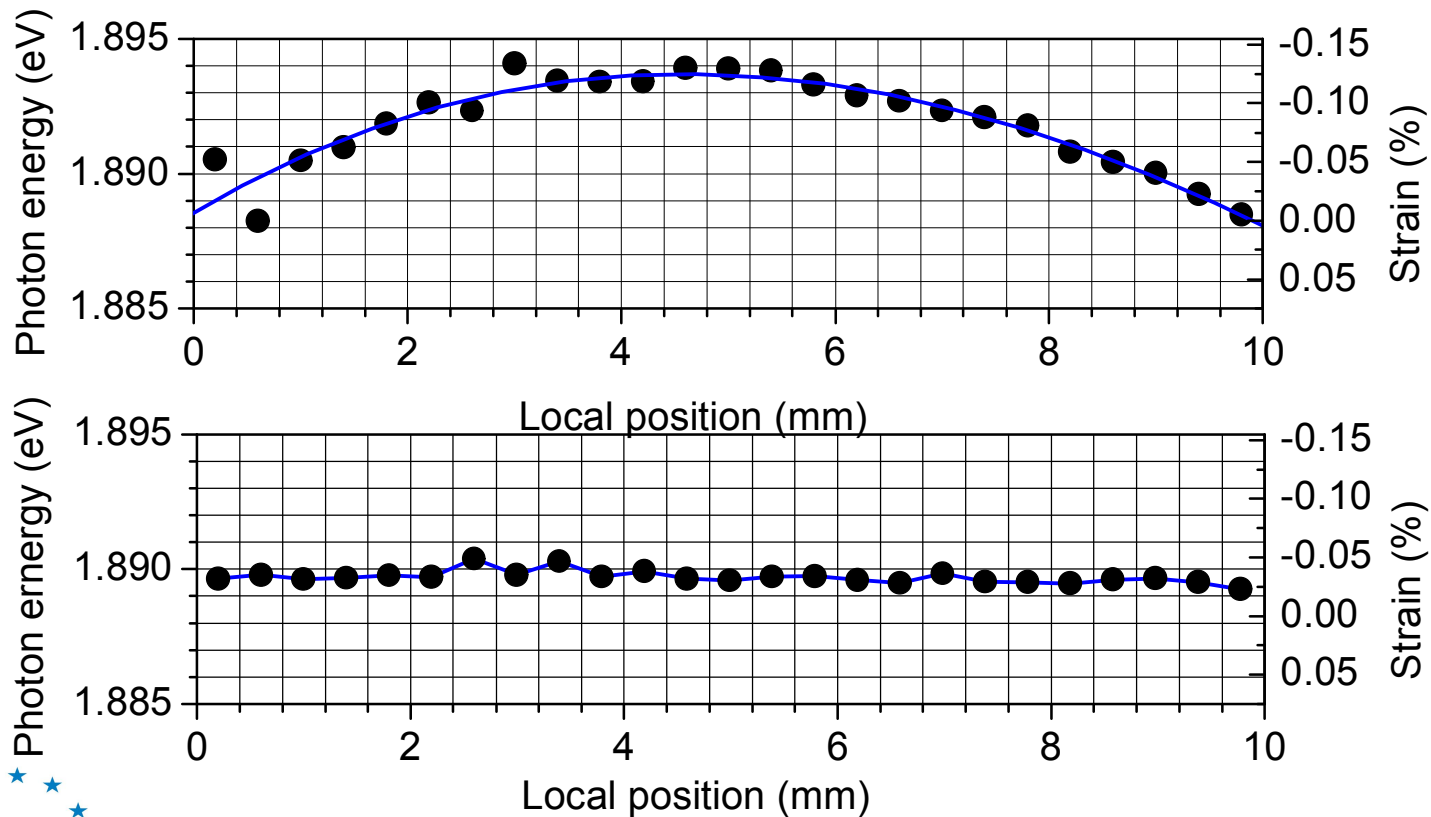 Photon energy (eV)
1.895
1.890
1.885
-0.15
-0.10
-0.05
0.00
0.05
Strain (%)
0 2 4 6 8 10
Local position (mm)
Photon ernergy (eV)
1.895
1.890
1.885
-0.15
-0.10
-0.05
0.00
0.05
Strain (%)
0 2 4 6 8 10
Local position (mm)